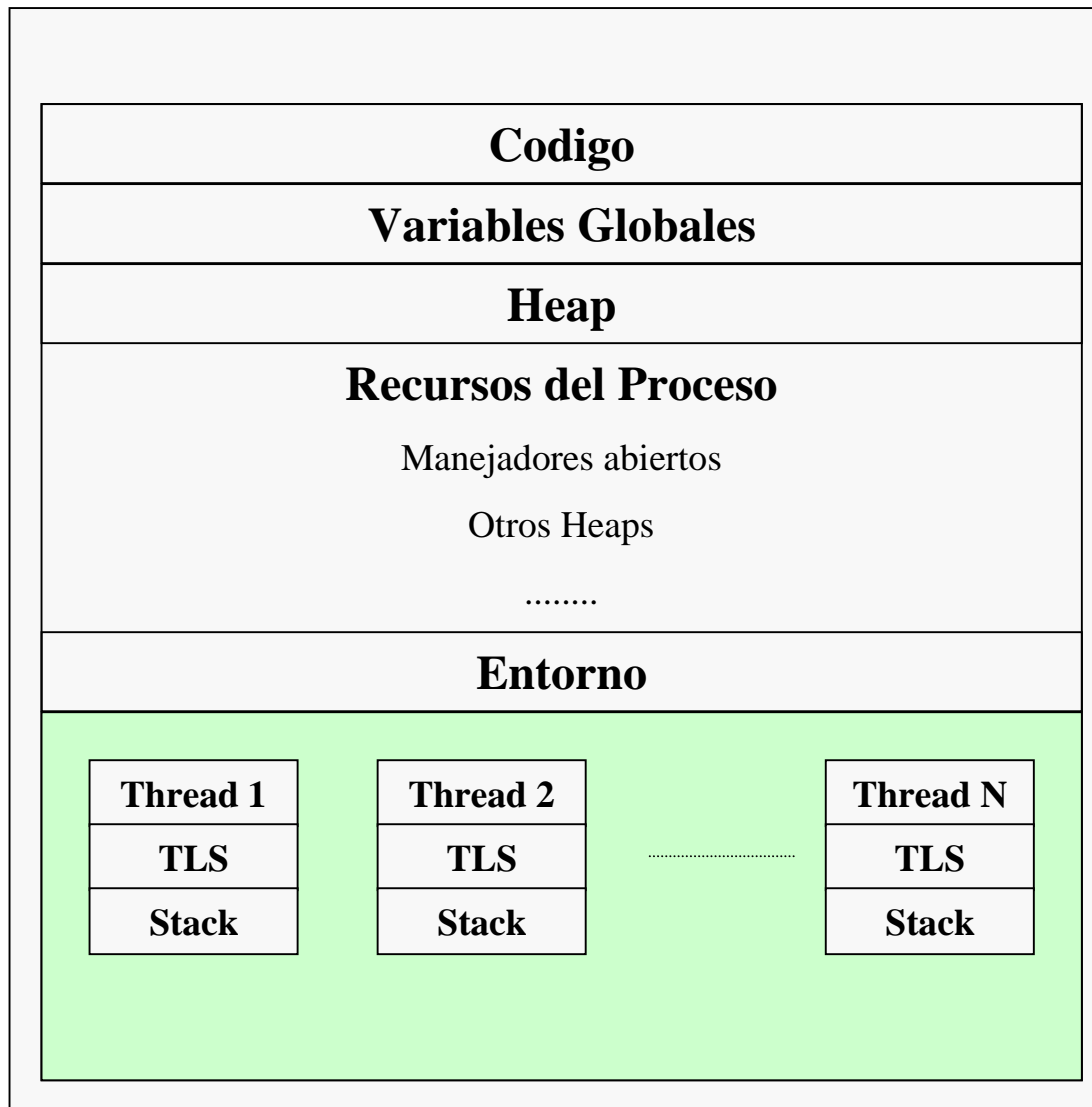 Codigo
Variables Globales
Heap
Recursos del Proceso
Manejadores abiertos
Otros Heaps
........
Entorno
Thread 1
TLS
Stack
Thread 2
TLS
Stack
Thread N
TLS
Stack